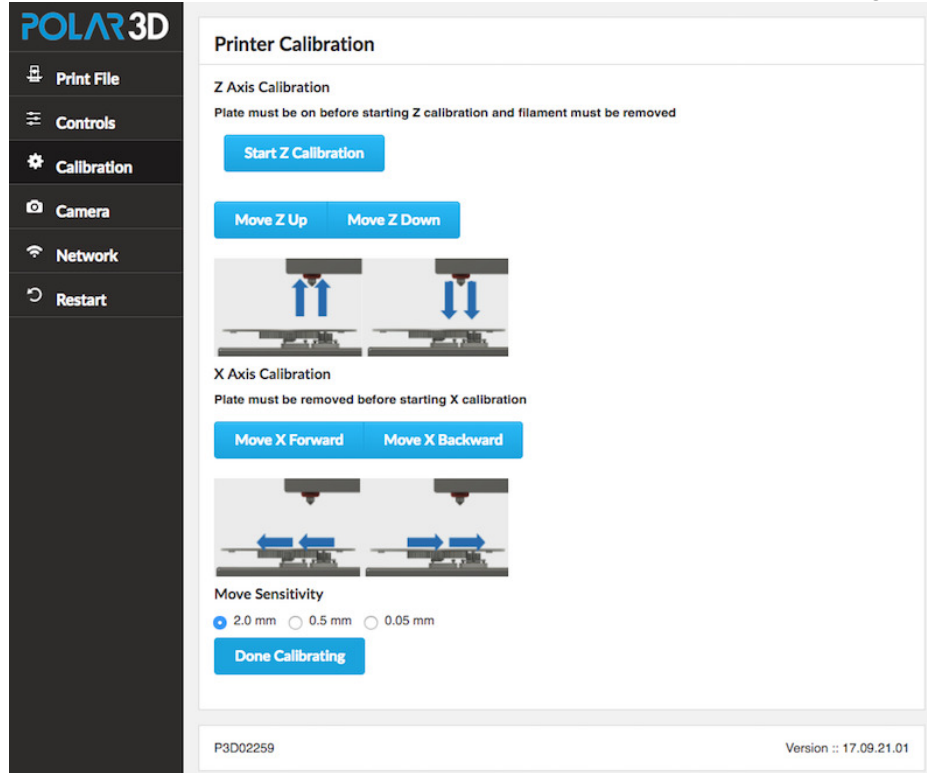 POLAR3D
Print File
Controls
Calibration
Camera
Network
Restart
Printer Calibration
Z Axis Calibration
Plate must be on before starting Z calibration and filament must be removed
Start Z Calibration
Move Z Up Move Z Down
X Axis Calibration
Plate must be removed before starting X calibration
Move X Forward Move X Backward
Move Sensitivity
2.0 mm 0.5 mm 0.05 mm
Done Calibrating
P3D02259 Version :: 17.09.21.01